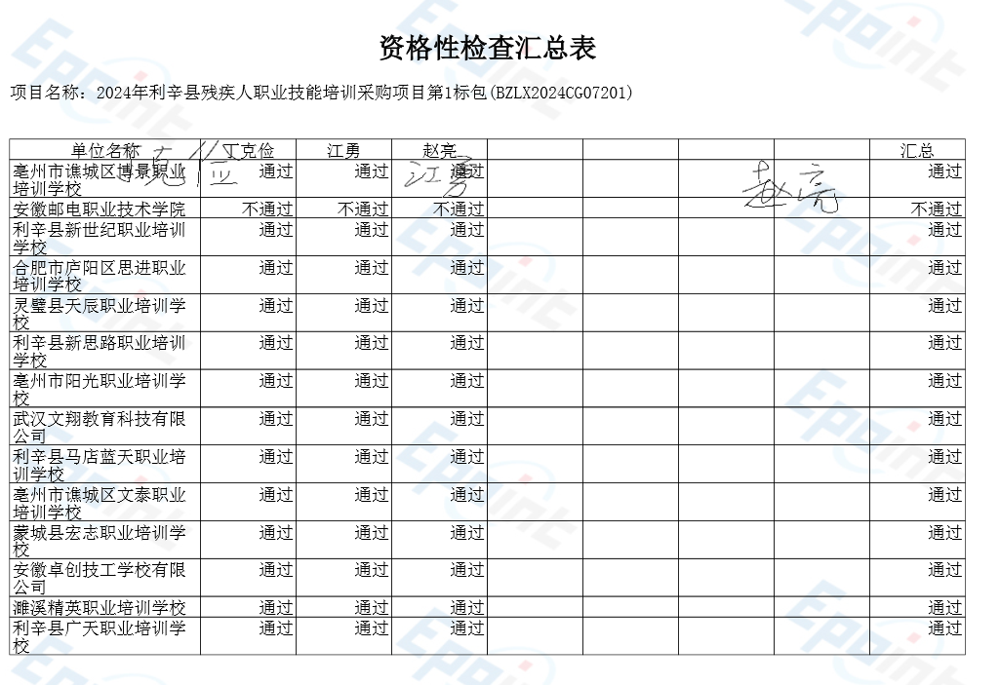 资格性检查汇总表
项目名称：2024年利辛县残疾人职业技能培训采购项目第1标包(BZLX2024CG07201)
单位名称 丁克俭 江勇 赵亮 汇总
丁克俭 江勇 赵亮
亳州市谯城区博景职业 通过 通过 通过 通过
培训学校
安徽邮电职业技术学院 不通过 不通过 不通过 不通过
利辛县新世纪职业培训 通过 通过 通过 通过
学校
合肥市庐阳区思进职业 通过 通过 通过 通过
培训学校
灵璧县天辰职业培训学 通过 通过 通过 通过
校
利辛县新思路职业培训 通过 通过 通过 通过
学校
亳州市阳光职业培训学 通过 通过 通过 通过
校
武汉文翔教育科技有限 通过 通过 通过 通过
公司
利辛县马店蓝天职业培 通过 通过 通过 通过
训学校
亳州市谯城区文泰职业 通过 通过 通过 通过
培训学校
蒙城县宏志职业培训学 通过 通过 通过 通过
校
安徽卓创技工学校有限 通过 通过 通过 通过
公司
濉溪精英职业培训学校 通过 通过 通过 通过
利辛县广天职业培训学 通过 通过 通过 通过
校
Epoint
Epoint
Epoint
Epoint
Epoint
Epoint
Epoint
Epoint
Epoint
Epoint
Epoint
Epoint